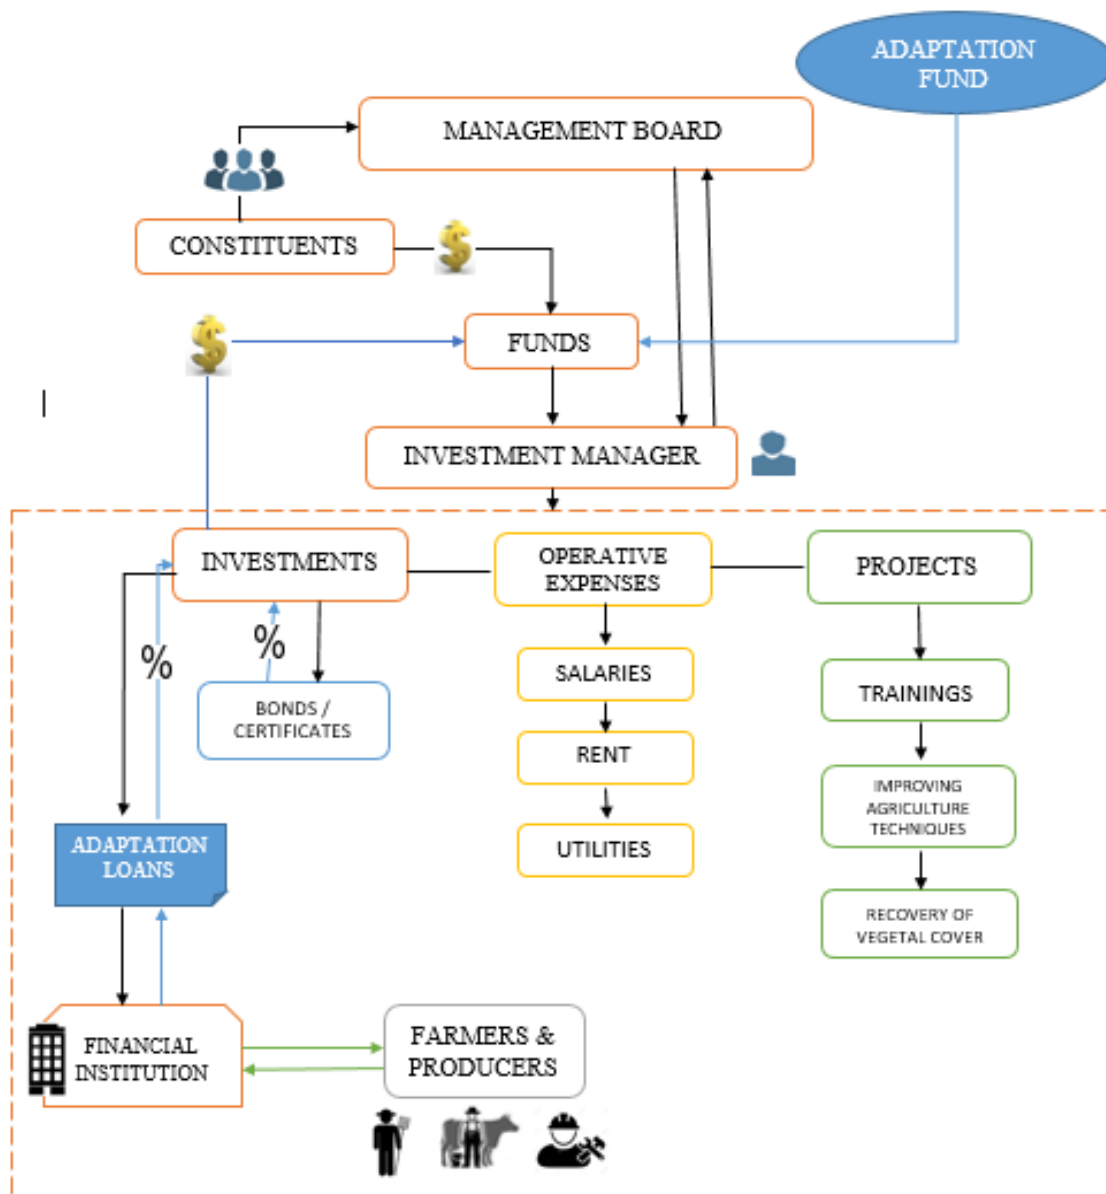 ADAPTATION
FUND
MANAGEMENT BOARD
CONSTITUENTS
$
$
FUNDS
INVESTMENT MANAGER
INVESTMENTS
OPERATIVE
EXPENSES
PROJECTS
%
%
BONDS /
CERTIFICATES
SALARIES
TRAININGS
RENT
IMPROVING
AGRICULTURE
TECHNIQUES
UTILITIES
ADAPTATION
LOANS
RECOVERY OF
VEGETAL COVER
FINANCIAL
INSTITUTION
FARMERS &
PRODUCERS